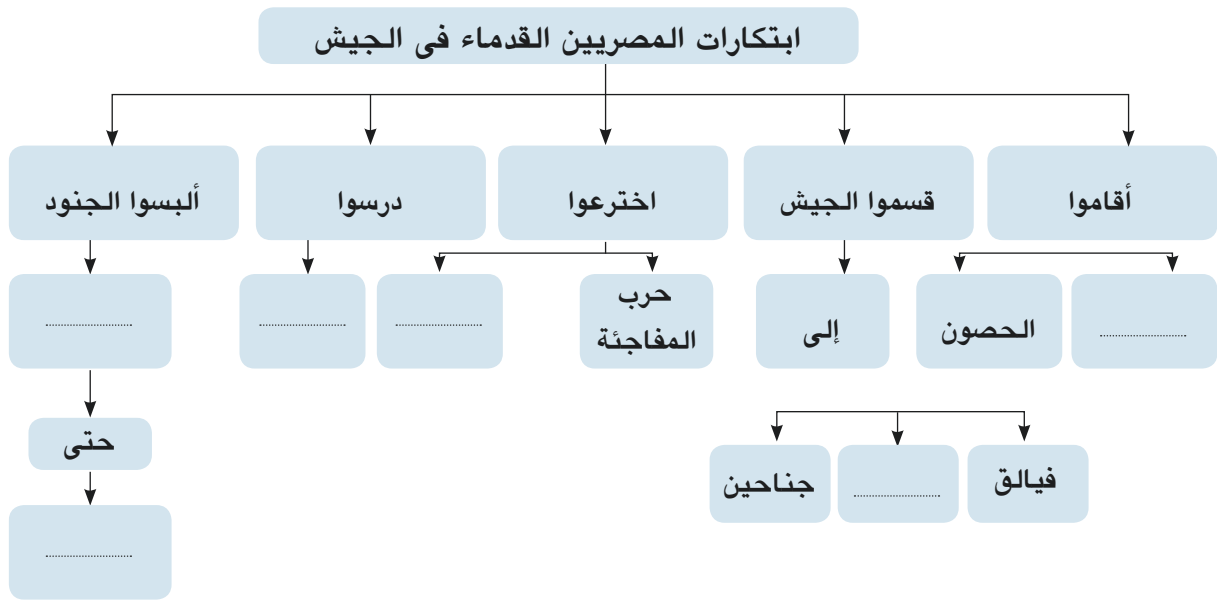 ابتكارات المصريين القدماء فى الجيش
أقاموا
قسموا الجيش
اخترعوا
درسوا
ألبسوا الجنود
....................
الحصون
إلى
حرب
المفاجئة
....................
....................
....................
حتى
فيالق
....................
جناحين
....................